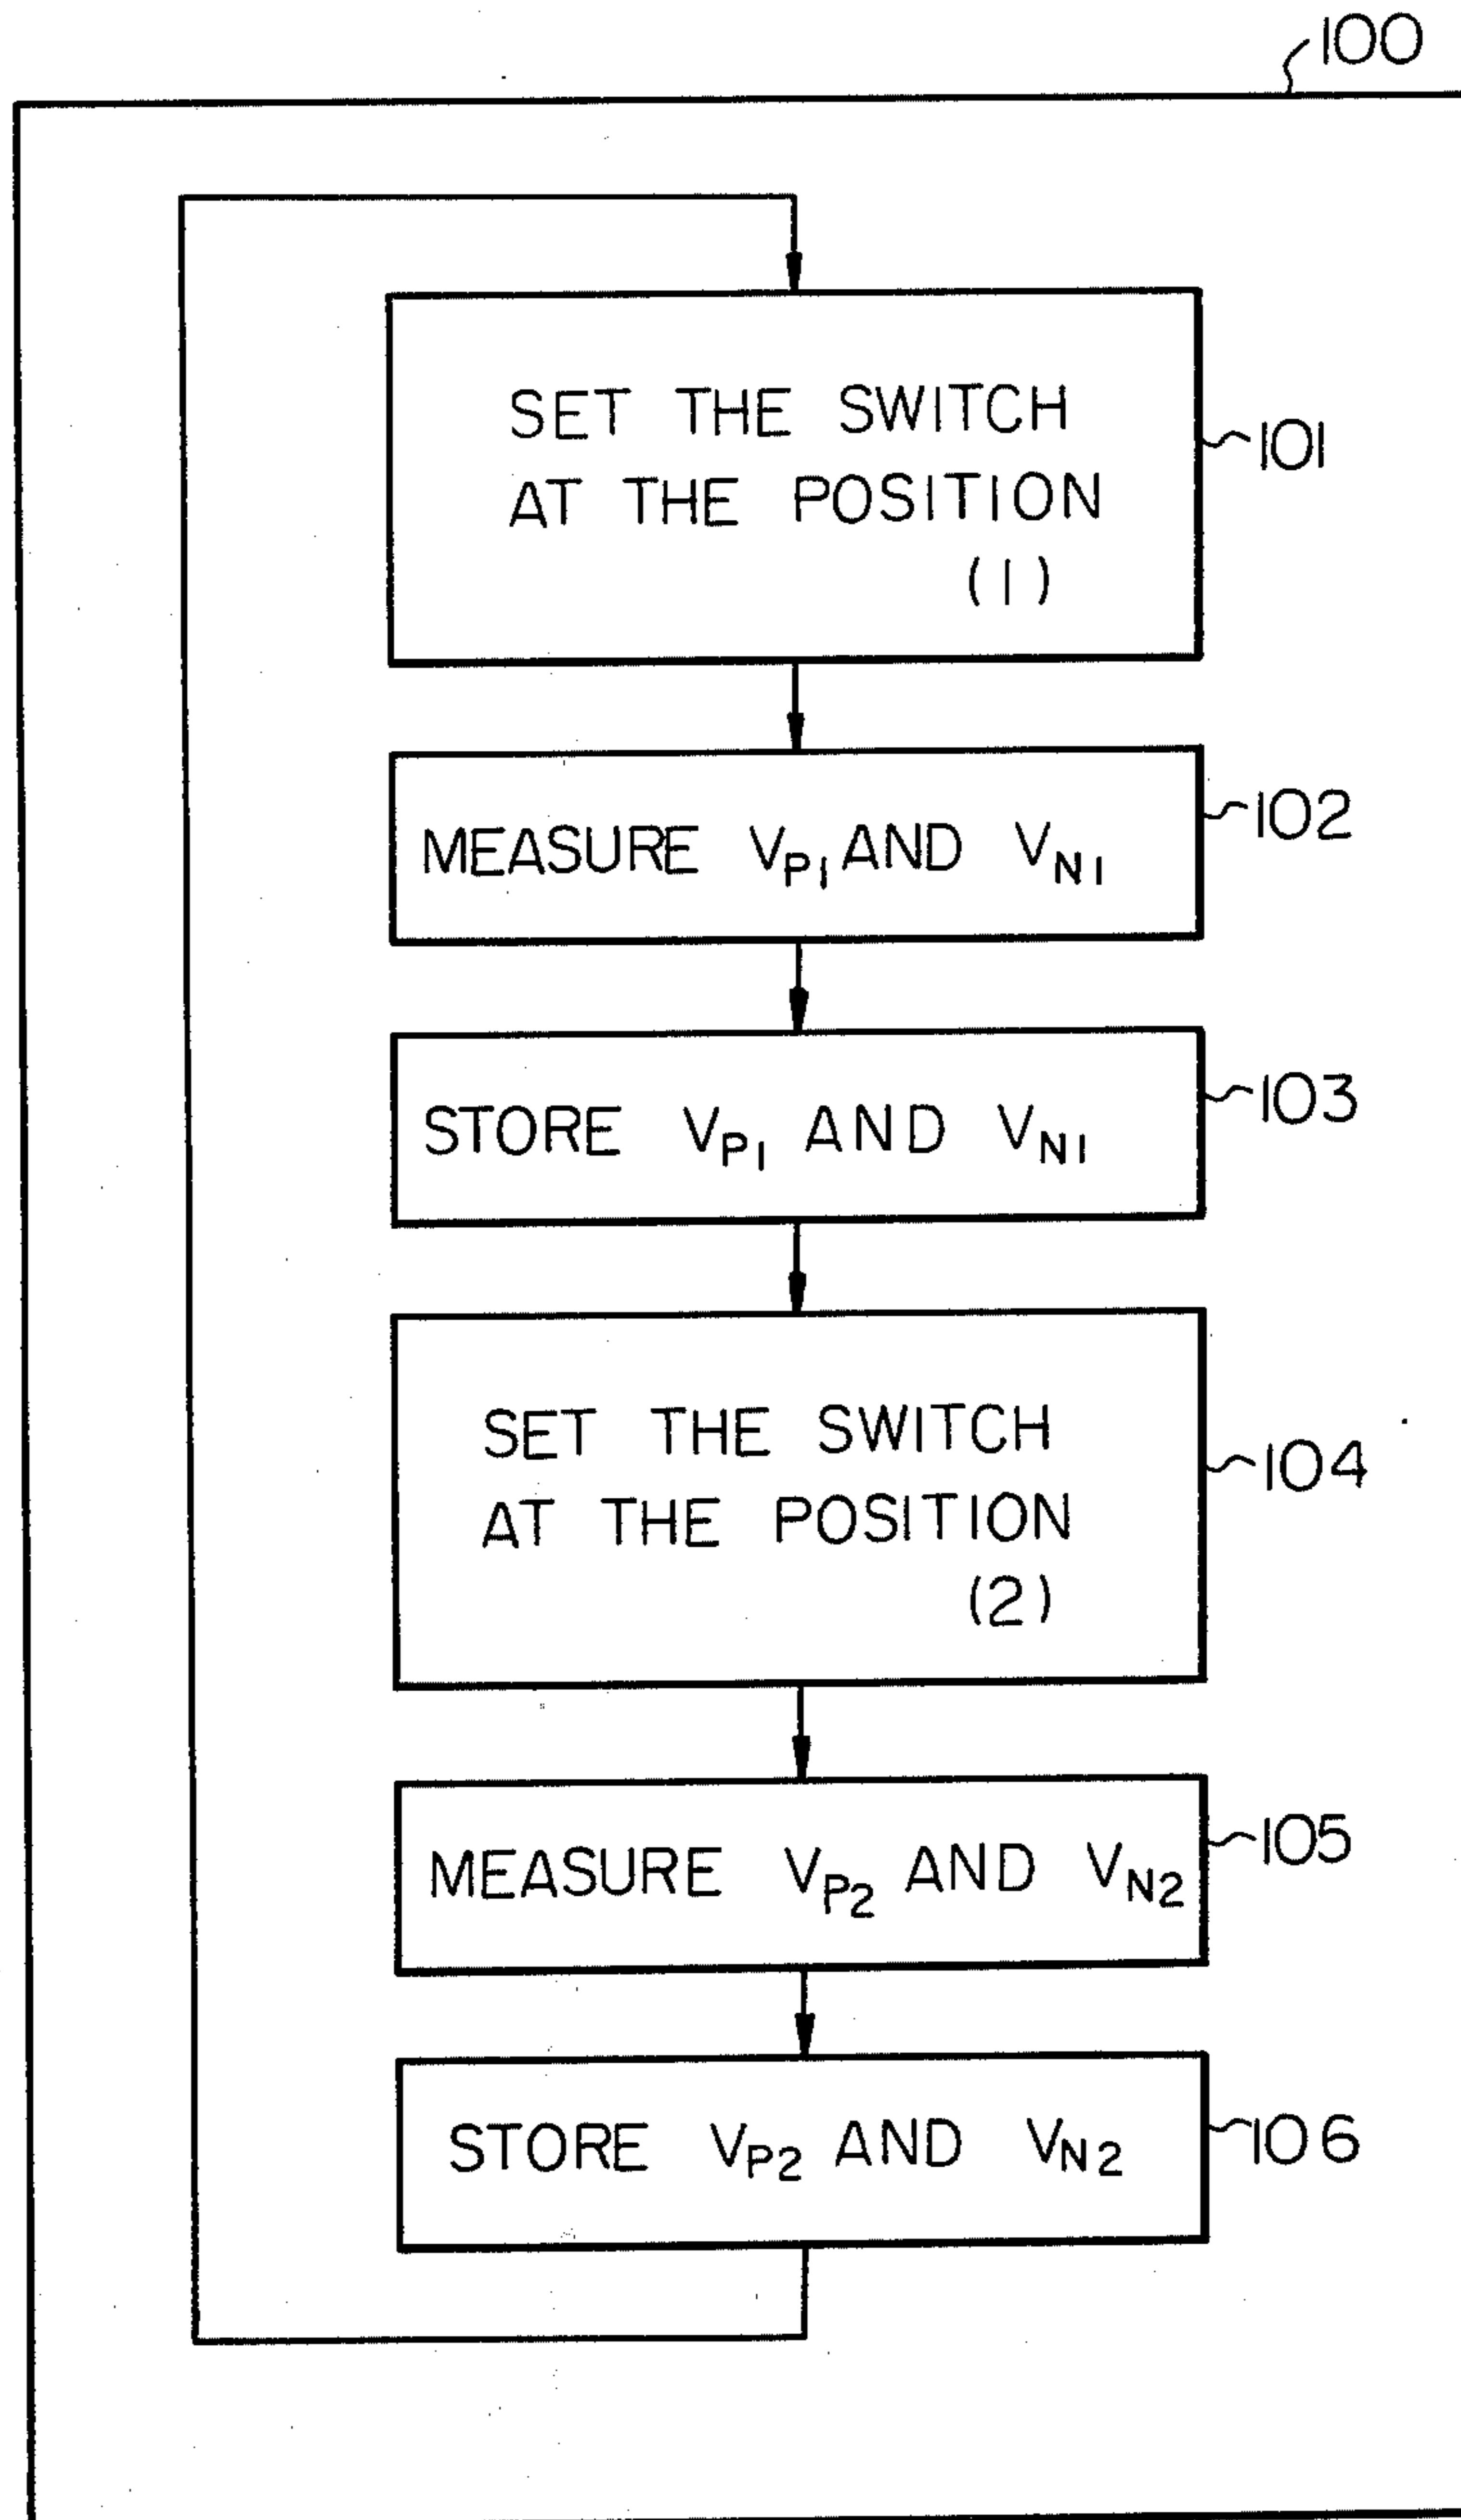 100
SET THE SWITCH
AT THE POSITION
(1)
101
MEASURE VP1 AND VN1
102
STORE VP1 AND VN1
103
SET THE SWITCH
AT THE POSITION
(2)
104
MEASURE VP2 AND VN2
105
STORE VP2 AND VN2
106